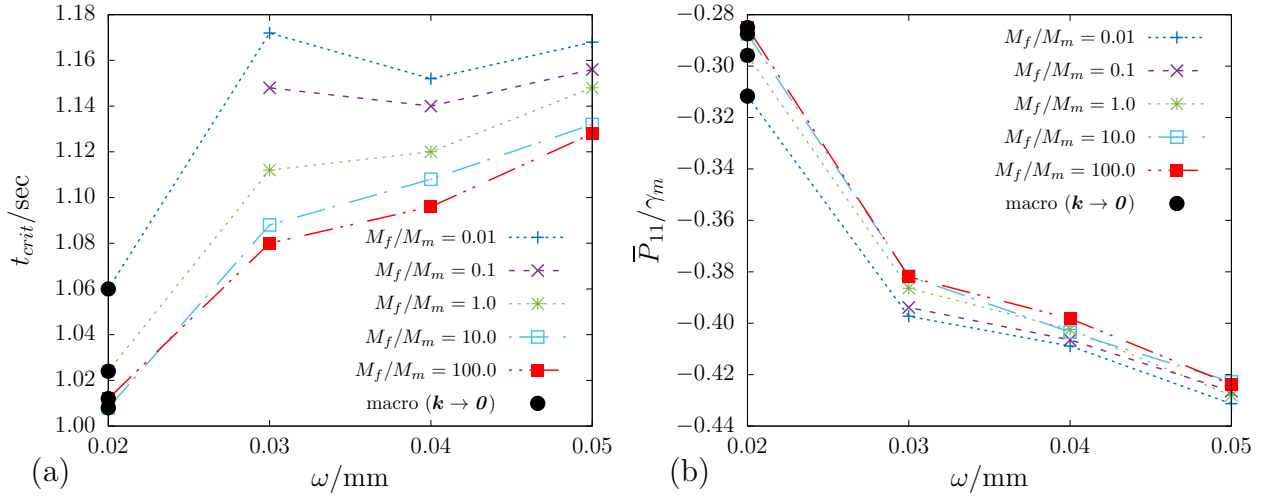 1.18
1.16
1.14
1.12
1.10
1.08
1.06
1.04
1.02
1.00
t_{crit}/sec
M_f/M_m = 0.01
M_f/M_m = 0.1
M_f/M_m = 1.0
M_f/M_m = 10.0
M_f/M_m = 100.0
macro (k → 0)
0.02 0.03 0.04 0.05
(a) ω/mm
−0.28
−0.30
−0.32
−0.34
−0.36
−0.38
−0.40
−0.42
−0.44
P̅_{11}/γ_m
M_f/M_m = 0.01
M_f/M_m = 0.1
M_f/M_m = 1.0
M_f/M_m = 10.0
M_f/M_m = 100.0
macro (k → 0)
0.02 0.03 0.04 0.05
(b) ω/mm